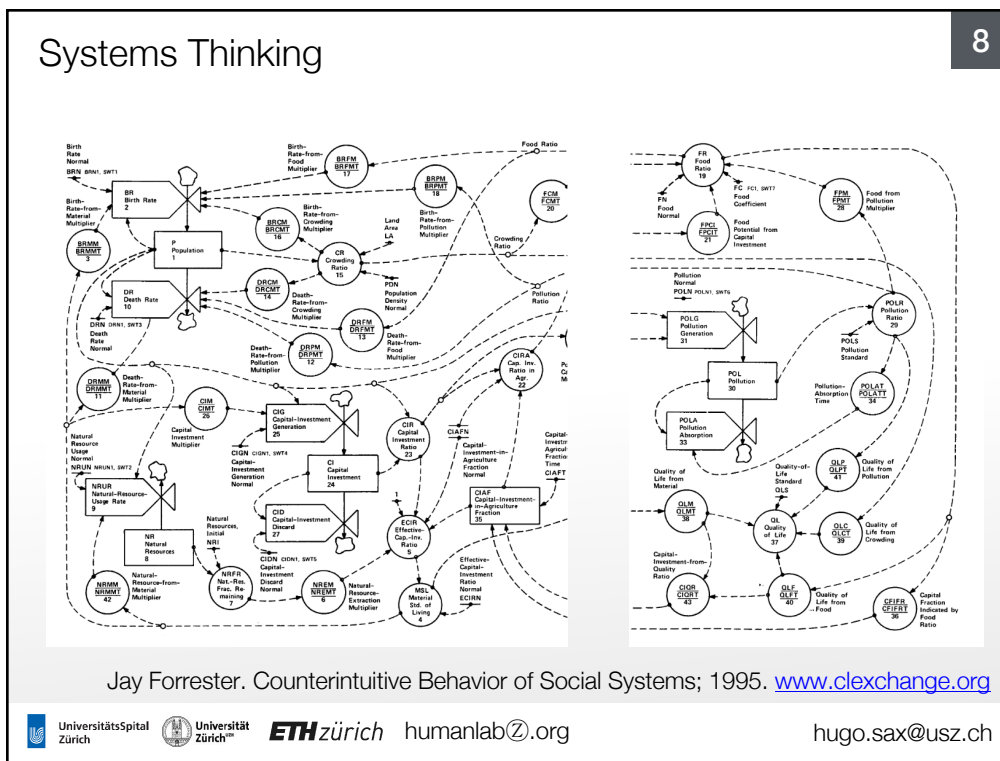 Systems Thinking
8
Birth
Rate
Normal
BRN BRN1, SWT1
BR
Birth Rate
2
Birth-
Rate-from-
Material
Multiplier
BRMM
BRMMT
3
P
Population
1
DR
Death Rate
10
DRN DRN1, SWT3
Death
Rate
Normal
DRMM
DRMMT
11
Death-
Rate-from-
Material
Multiplier
Birth-
Rate-from-
Food
Multiplier
BRFM
BRFMT
17
BRPM
BRPMT
18
Birth-
Rate-from-
Pollution
Multiplier
BRCM
BRCMT
16
Birth-
Rate-from-
Crowding
Multiplier
Land
Area
LA
CR
Crowding
Ratio
15
PDN
Population
Density
Normal
DRCM
DRCMT
14
Death-
Rate-from-
Crowding
Multiplier
DRFM
DRFMT
13
Death-
Rate-from-
Food
Multiplier
DRPM
DRPMT
12
Death-
Rate-from-
Pollution
Multiplier
Food Ratio
FCM
FCMT
20
Crowding
Ratio
Pollution
Ratio
CIRA
Cap. Inv.
Ratio in
Agr.
22
CIM
CIMT
26
Capital
Investment
Multiplier
CIG
Capital-Investment
Generation
25
CIGN CIGN1, SWT4
Capital-
Investment
Generation
Normal
CI
Capital
Investment
24
CID
Capital-Investment
Discard
27
CIDN CIDN1, SWT5
Capital-
Investment
Discard
Normal
CIR
Capital
Investment
Ratio
23
CIAFN
Capital-
Investment-in-
Agriculture
Fraction
Normal
CIAF
Capital-Investment-
in-Agriculture
Fraction
35
Capital-
Investm
Agricul
Fraction
Time
CIAFT
1
ECIR
Effective-
Cap.-Inv.
Ratio
5
Effective-
Capital-
Investment
Ratio
Normal
ECIRN
MSL
Material
Std. of
Living
4
Natural
Resource
Usage
Normal
NRUN NRUN1, SWT2
NRUR
Natural-Resource-
Usage Rate
9
NR
Natural
Resources
8
Natural
Resources,
Initial
NRI
NRFR
Nat.-Res.
Frac. Re-
maining
7
NREM
NREMT
6
Natural-
Resource-
Extraction
Multiplier
NRMM
NRMMT
42
Natural-
Resource-from-
Material
Multiplier
FR
Food
Ratio
19
FN
Food
Normal
FC FC1, SWT7
Food
Coefficient
FPCI
FPCIT
21
Food
Potential from
Capital
Investment
FPM
FPMT
28
Food from
Pollution
Multiplier
Pollution
Normal
POLN POLN1, SWT6
POLG
Pollution
Generation
31
POL
Pollution
30
POLA
Pollution
Absorption
33
POLR
Pollution
Ratio
29
POLS
Pollution
Standard
Pollution-
Absorption
Time
POLAT
POLATT
34
Quality of
Life from
Material
QLM
QLMT
38
Quality-of-
Life
Standard
QLS
QL
Quality
of Life
37
QLP
QLPT
41
Quality of
Life from
Pollution
QLC
QLCT
39
Quality of
Life from
Crowding
Capital-
Investment-from-
Quality
Ratio
CIQR
CIQRT
43
QLF
QLFT
40
Quality of
Life from
Food
CFIFR
CFIFRT
36
Capital
Fraction
Indicated by
Food
Ratio
Jay Forrester. Counterintuitive Behavior of Social Systems; 1995. www.clexchange.org
UniversitätsSpital
Zürich
Universität
Zürich UZH
ETH zürich
humanlabⓏ.org
hugo.sax@usz.ch